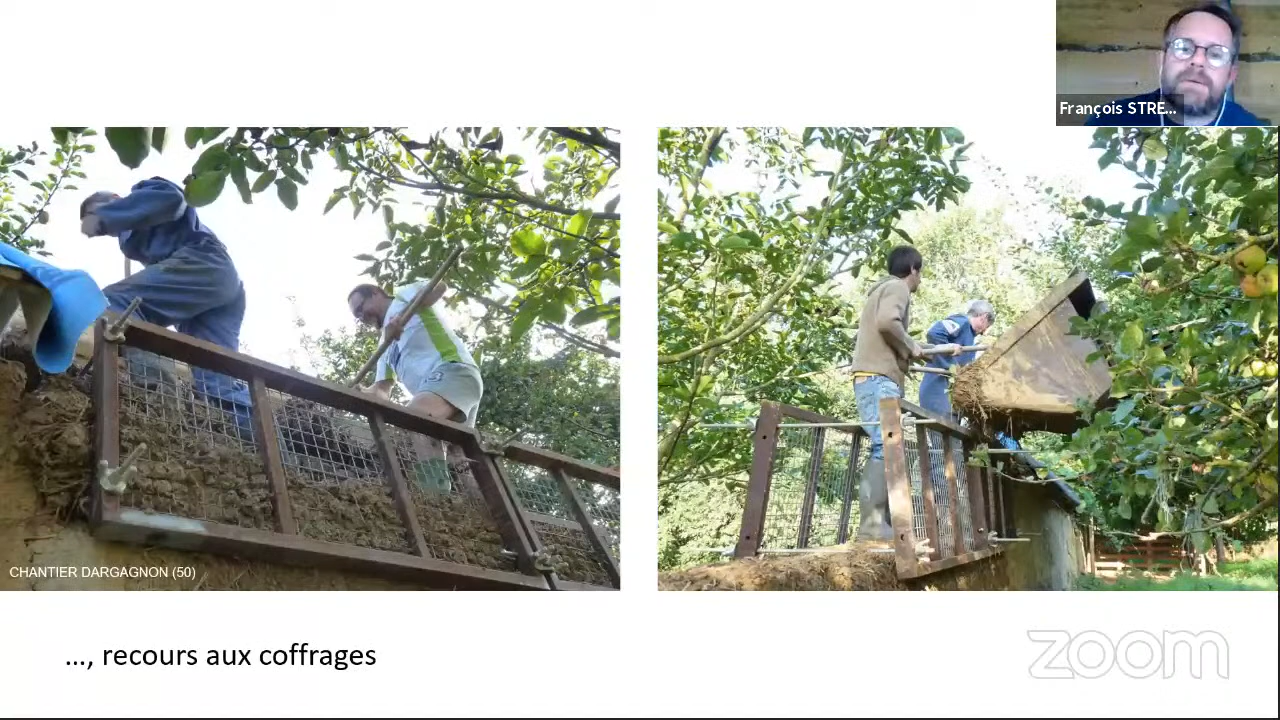 François STRE...
CHANTIER DARGAGNON (50)
..., recours aux coffrages
zoom